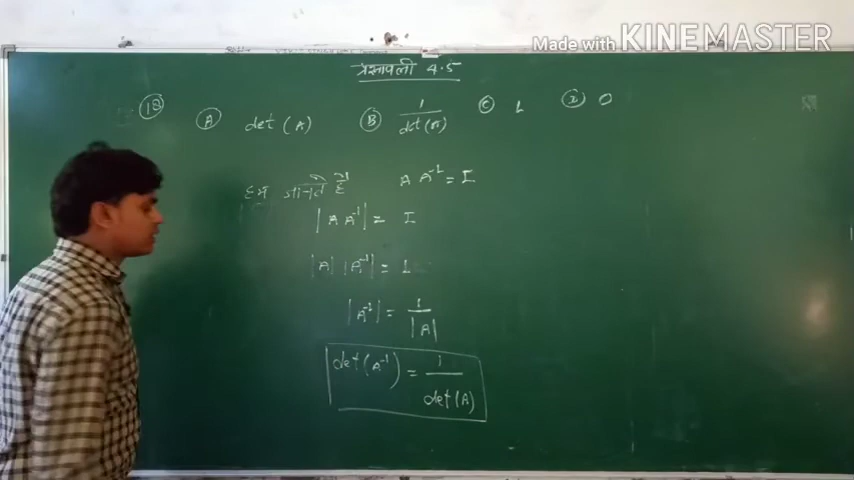 Made with KINEMASTER
प्रश्नावली 4.5
18 A det (A) B 1/det(A) C 1 D 0
हम जानते हैं A A⁻¹ = I
|A A⁻¹| = I
|A| |A⁻¹| = 1
|A⁻¹| = 1/|A|
det(A⁻¹) = 1/det(A)